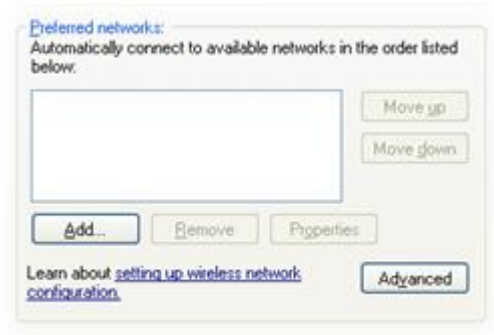 Preferred networks:
Automatically connect to available networks in the order listed
below:
Move up
Move down
Add...
Remove
Properties
Learn about setting up wireless network
configuration.
Advanced